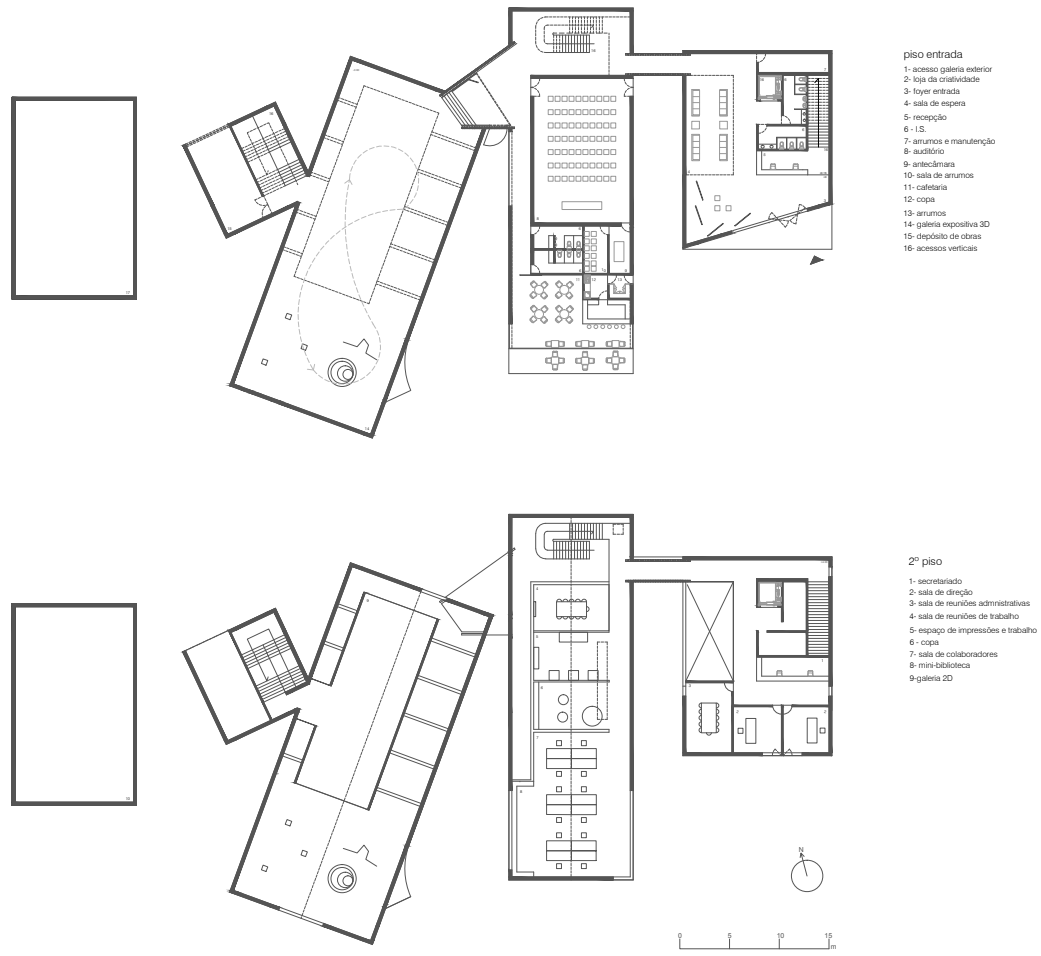 piso entrada
1- acesso galeria exterior
2- loja da criatividade
3- foyer entrada
4- sala de espera
5- recepção
6 - I.S.
7- arrumos e manutenção
8- auditório
9- antecâmara
10- sala de arrumos
11- cafetaria
12- copa
13- arrumos
14- galeria expositiva 3D
15- depósito de obras
16- acessos verticais
2º piso
1- secretariado
2- sala de direção
3- sala de reuniões admnistrativas
4- sala de reuniões de trabalho
5- espaço de impressões e trabalho
6 - copa
7- sala de colaboradores
8- mini-biblioteca
9-galeria 2D
N
0 5 10 15
m